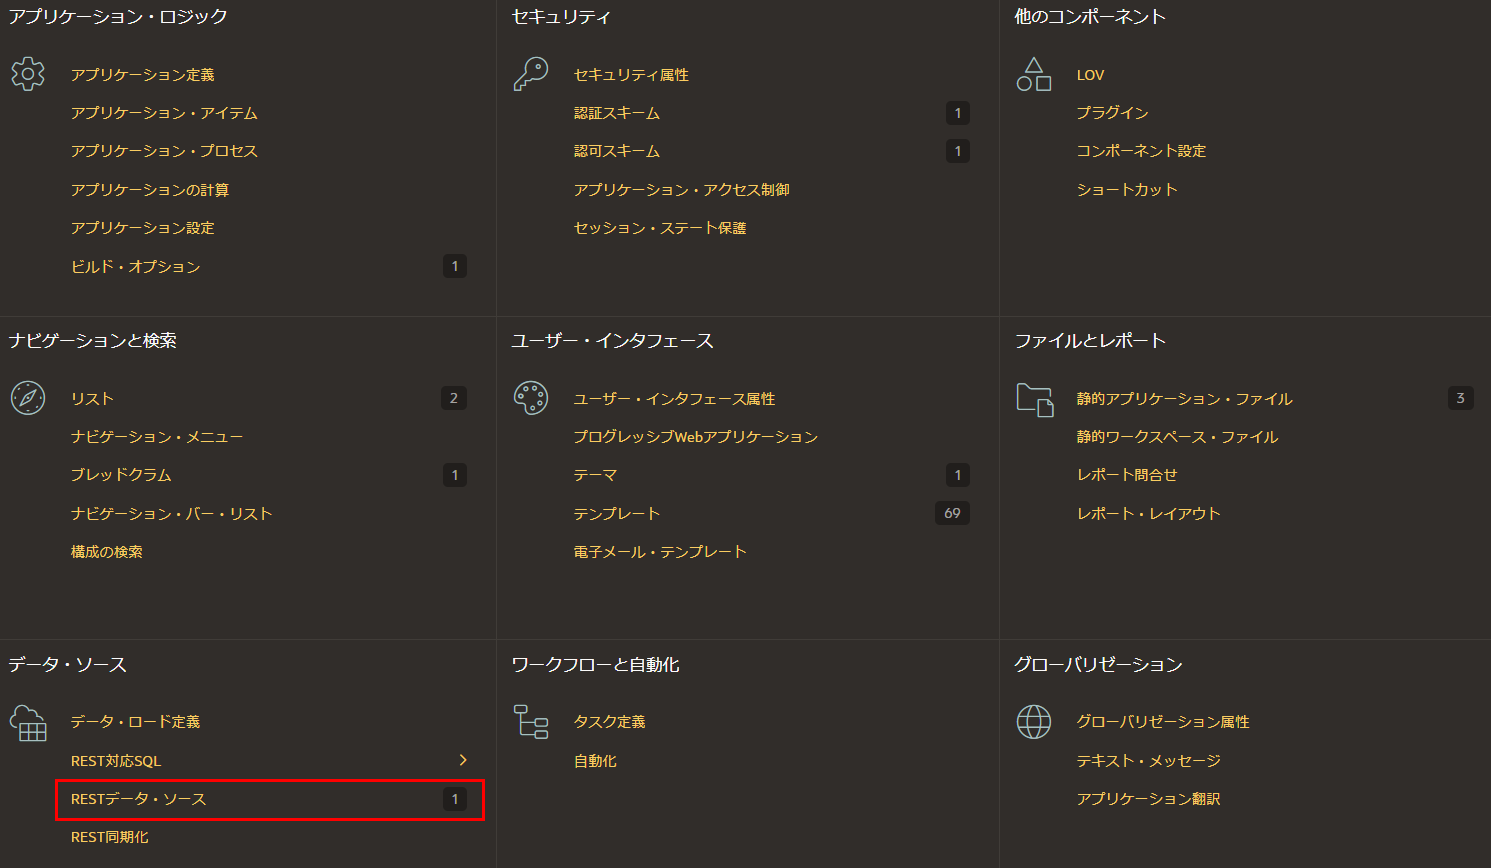 アプリケーション・ロジック
アプリケーション定義
アプリケーション・アイテム
アプリケーション・プロセス
アプリケーションの計算
アプリケーション設定
ビルド・オプション 1
セキュリティ
セキュリティ属性
認証スキーム 1
認可スキーム 1
アプリケーション・アクセス制御
セッション・ステート保護
他のコンポーネント
LOV
プラグイン
コンポーネント設定
ショートカット
ナビゲーションと検索
リスト 2
ナビゲーション・メニュー
ブレッドクラム 1
ナビゲーション・バー・リスト
構成の検索
ユーザー・インタフェース
ユーザー・インタフェース属性
プログレッシブWebアプリケーション
テーマ 1
テンプレート 69
電子メール・テンプレート
ファイルとレポート
静的アプリケーション・ファイル 3
静的ワークスペース・ファイル
レポート問合せ
レポート・レイアウト
データ・ソース
データ・ロード定義
REST対応SQL
RESTデータ・ソース 1
REST同期化
ワークフローと自動化
タスク定義
自動化
グローバリゼーション
グローバリゼーション属性
テキスト・メッセージ
アプリケーション翻訳